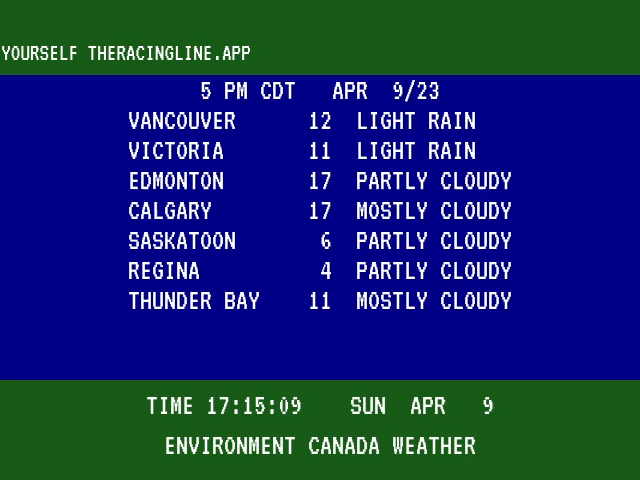 YOURSELF THERACINGLINE.APP
5 PM CDT APR 9/23
VANCOUVER 12 LIGHT RAIN
VICTORIA 11 LIGHT RAIN
EDMONTON 17 PARTLY CLOUDY
CALGARY 17 MOSTLY CLOUDY
SASKATOON 6 PARTLY CLOUDY
REGINA 4 PARTLY CLOUDY
THUNDER BAY 11 MOSTLY CLOUDY
TIME 17:15:09 SUN APR 9
ENVIRONMENT CANADA WEATHER